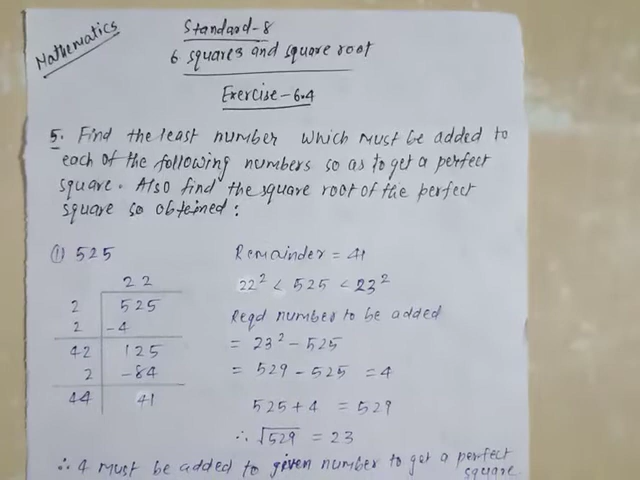 Mathematics
Standard-8
6 squares and square root
Exercise-6.4
5. Find the least number which must be added to
each of the following numbers so as to get a perfect
square. Also find the square root of the perfect
square so obtained:
(i) 525
22
2 525
2 -4
42 125
2 -84
44 41
Remainder = 41
22² < 525 < 23²
Reqd number to be added
= 23² - 525
= 529 - 525 = 4
525 + 4 = 529
∴ √529 = 23
∴ 4 must be added to given number to get a perfect
square.